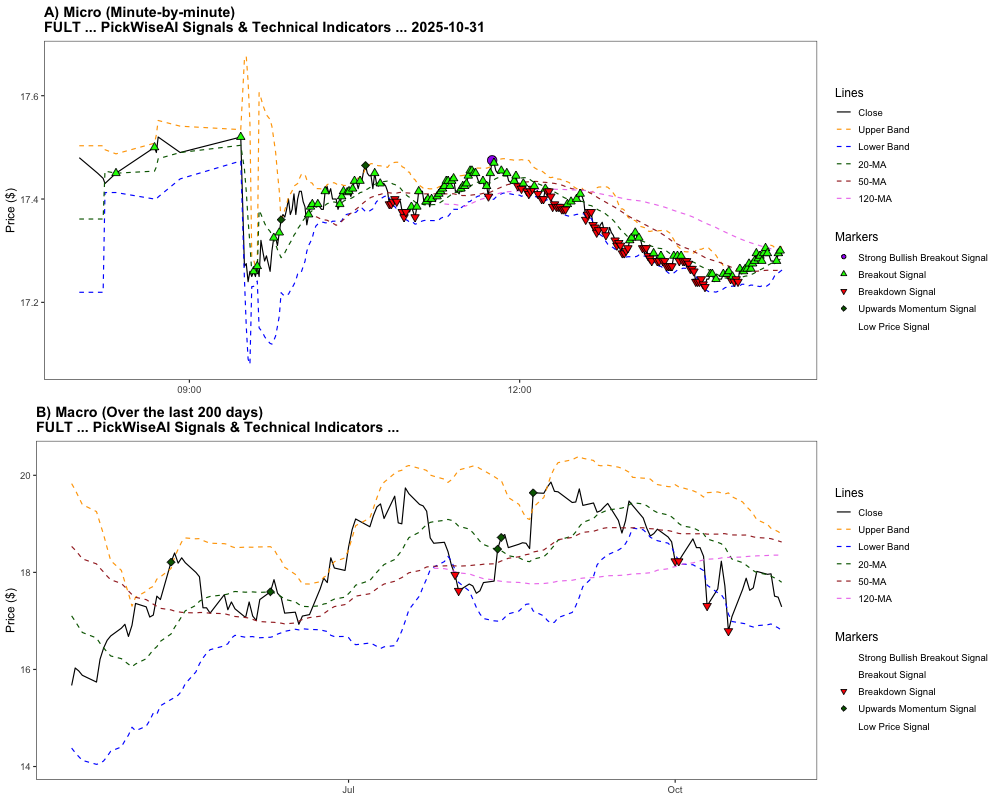 A) Micro (Minute-by-minute)
FULT ... PickWiseAI Signals & Technical Indicators ... 2025-10-31
17.6
17.4
17.2
Price ($)
09:00
12:00
Lines
Close
Upper Band
Lower Band
20-MA
50-MA
120-MA
Markers
Strong Bullish Breakout Signal
Breakout Signal
Breakdown Signal
Upwards Momentum Signal
Low Price Signal
B) Macro (Over the last 200 days)
FULT ... PickWiseAI Signals & Technical Indicators ...
20
18
16
14
Price ($)
Jul
Oct
Lines
Close
Upper Band
Lower Band
20-MA
50-MA
120-MA
Markers
Strong Bullish Breakout Signal
Breakout Signal
Breakdown Signal
Upwards Momentum Signal
Low Price Signal